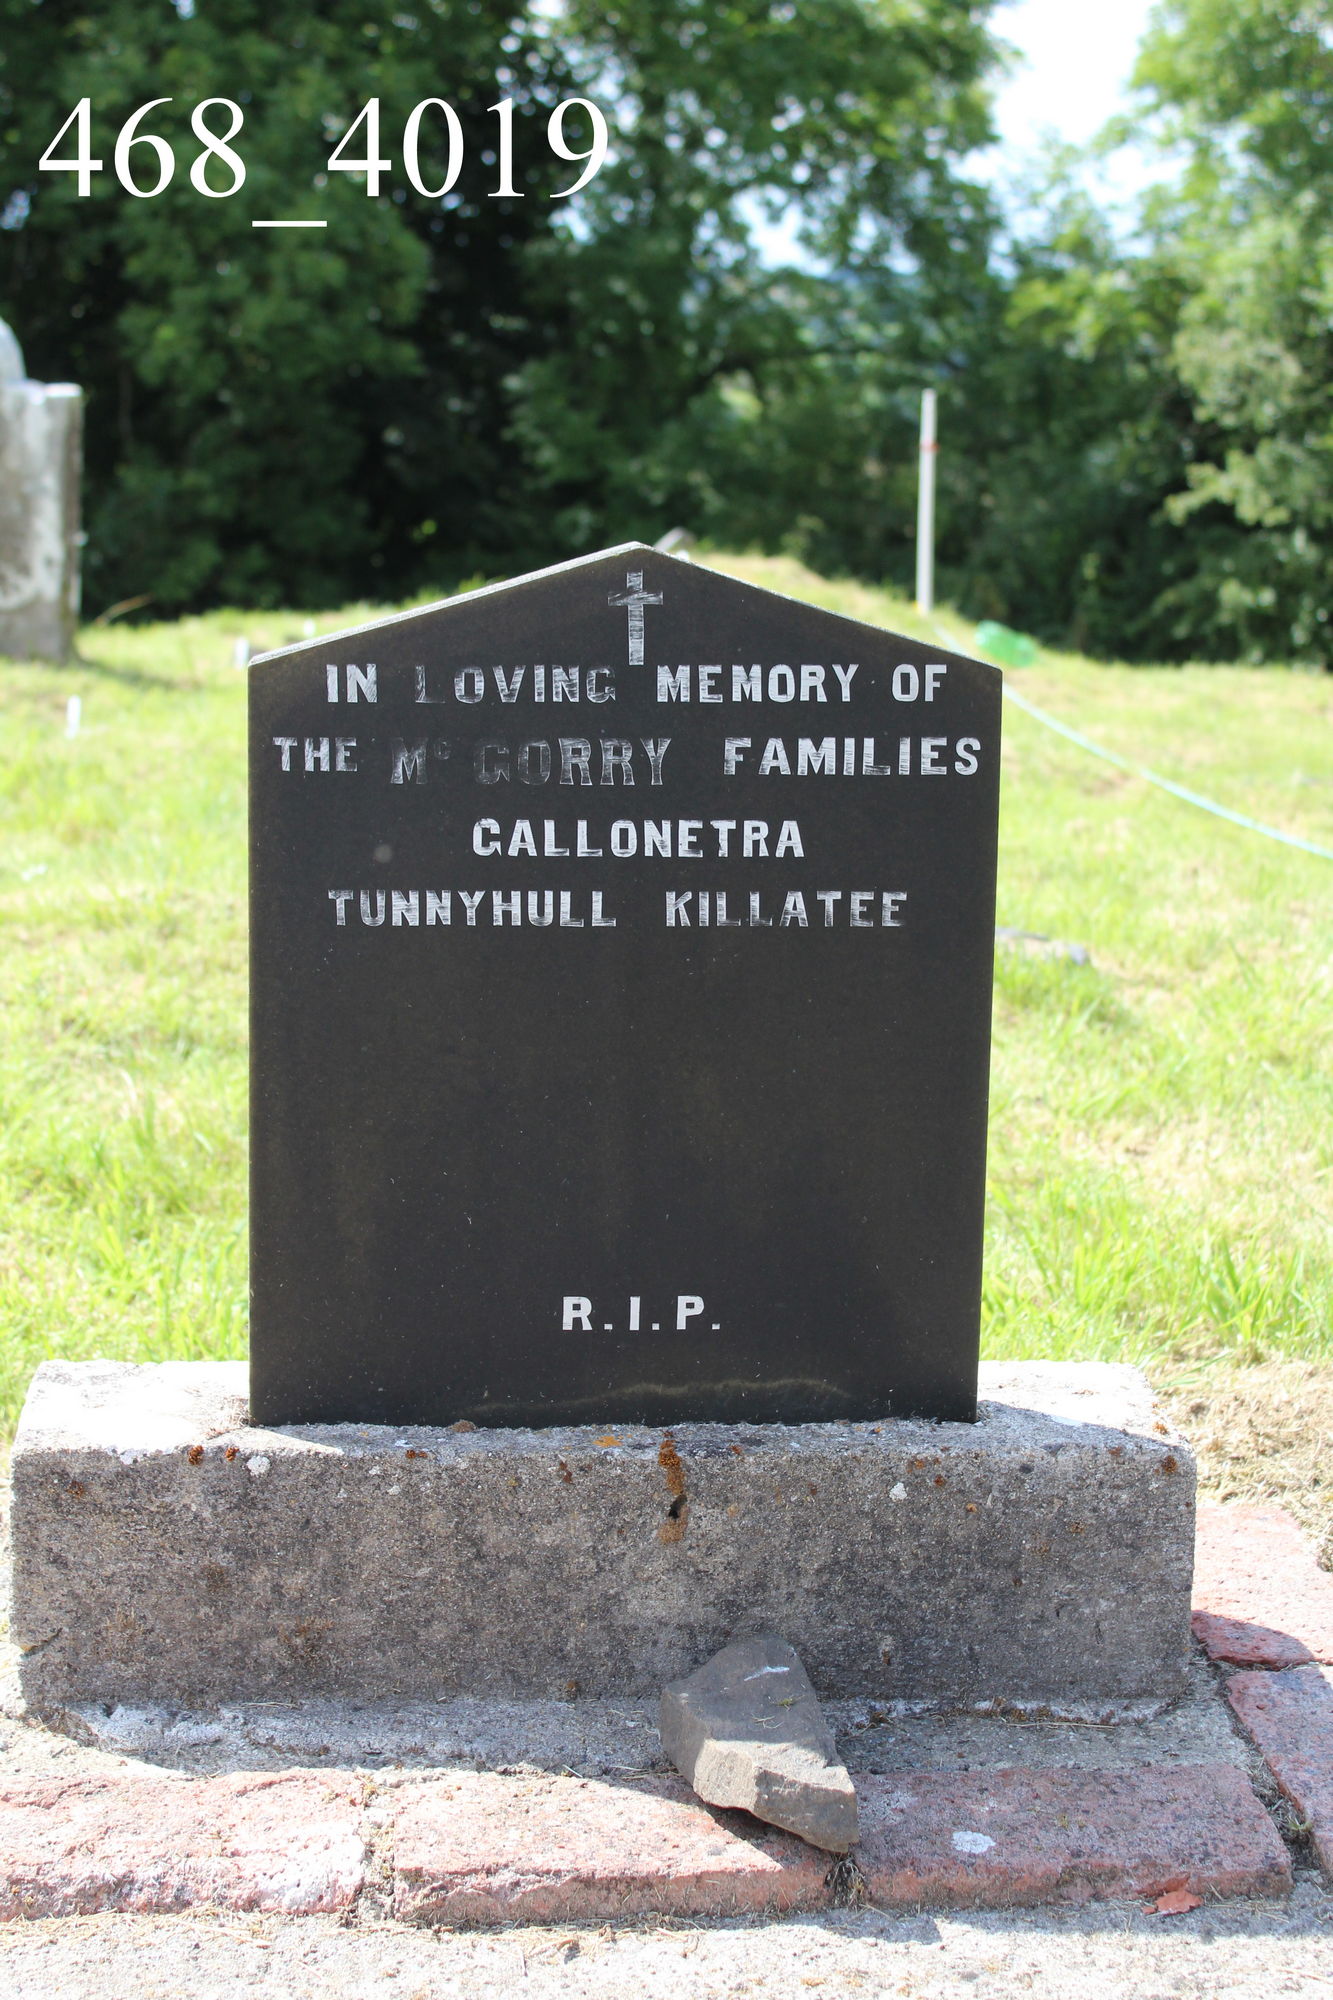 468_4019
IN LOVING MEMORY OF
THE Mc GORRY FAMILIES
GALLONETRA
TUNNYHULL KILLATEE
R.I.P.